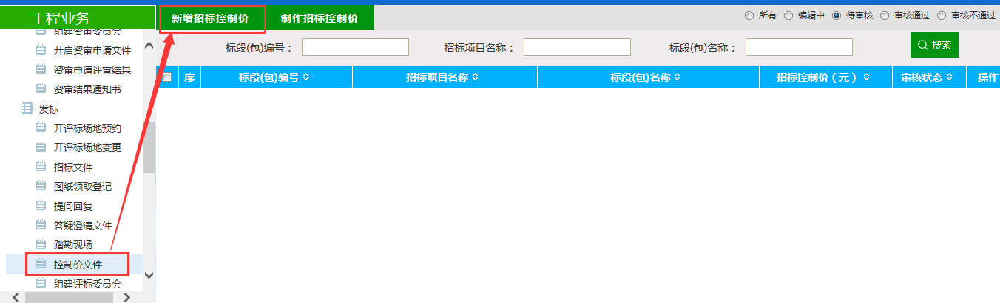 工程业务
组建资审委员会
开启资审申请文件
资审申请评审结果
资审结果通知书
发标
开评标场地预约
开评标场地变更
招标文件
图纸领取登记
提问回复
答疑澄清文件
踏勘现场
控制价文件
组建评标委员会
新增招标控制价 制作招标控制价
所有 编辑中 待审核 审核通过 审核不通过
标段(包)编号： 招标项目名称： 标段(包)名称： 搜索
序 标段(包)编号 招标项目名称 标段(包)名称 招标控制价（元） 审核状态 操作